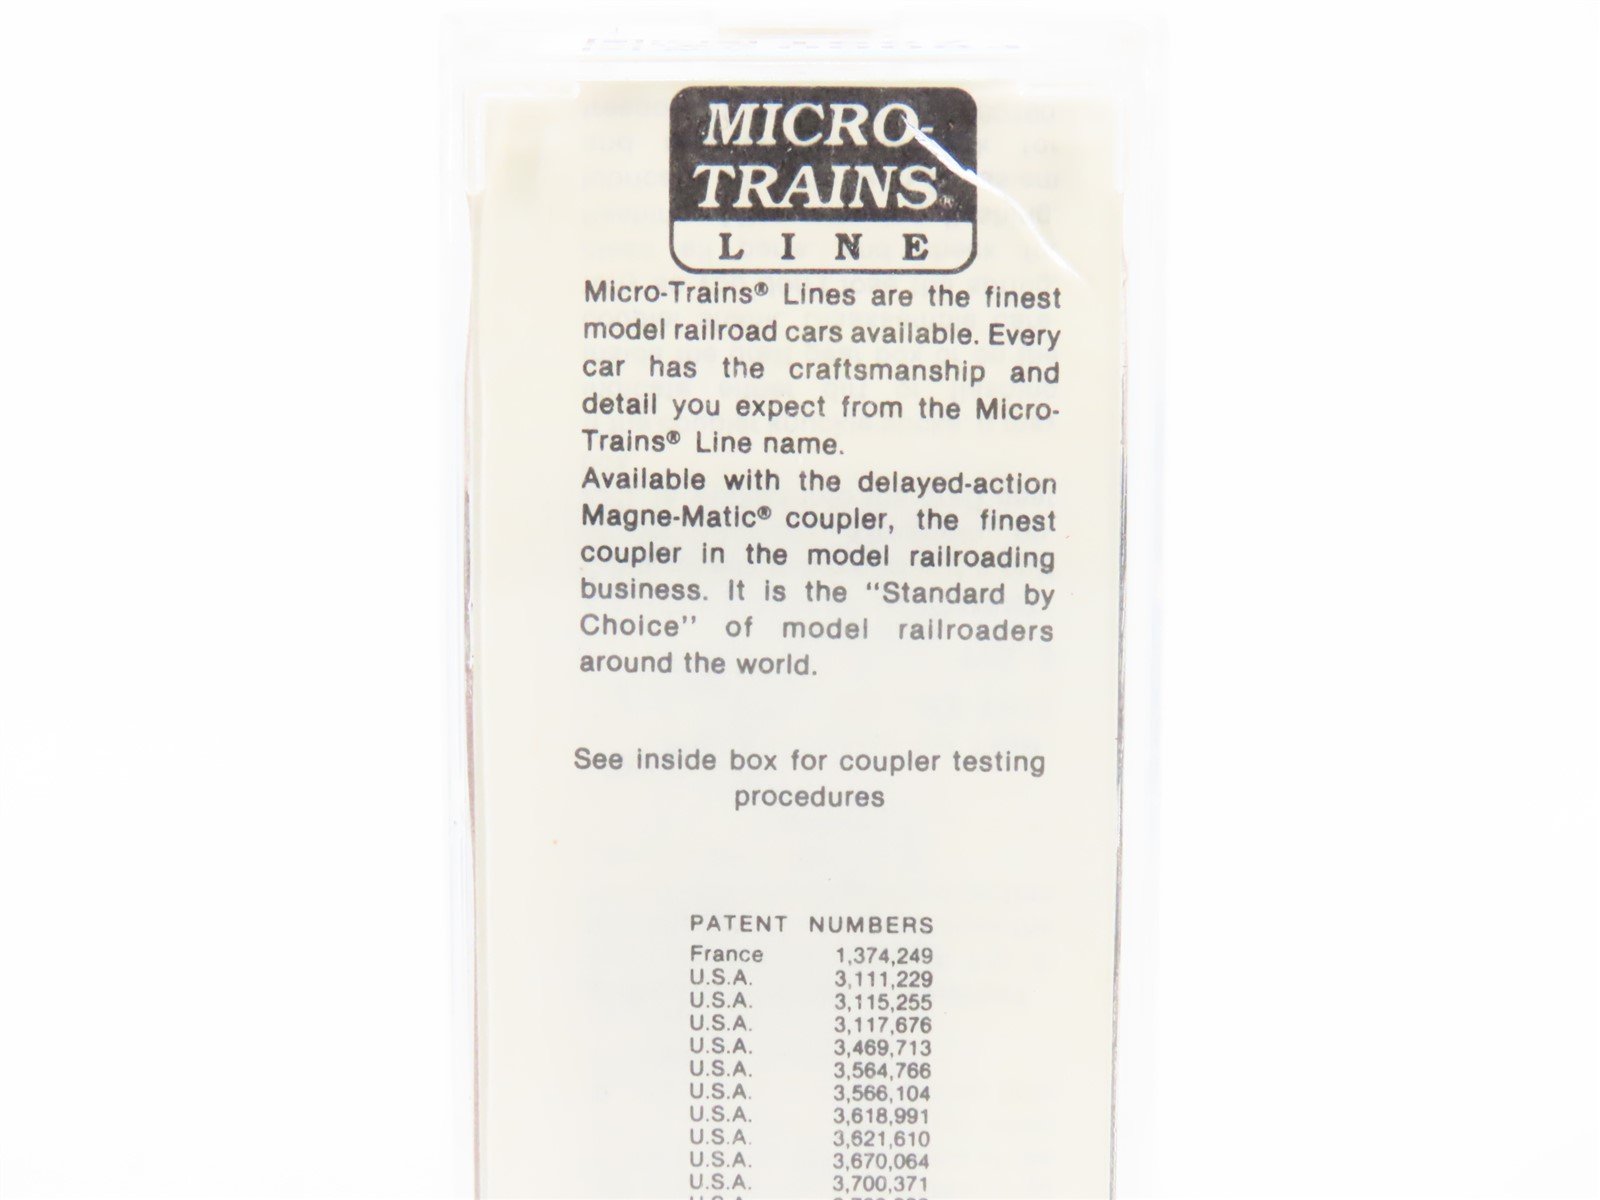 MICRO-
TRAINS®
LINE
Micro-Trains® Lines are the finest
model railroad cars available. Every
car has the craftsmanship and
detail you expect from the Micro-
Trains® Line name.
Available with the delayed-action
Magne-Matic® coupler, the finest
coupler in the model railroading
business. It is the "Standard by
Choice" of model railroaders
around the world.
See inside box for coupler testing
procedures
PATENT NUMBERS
France 1,374,249
U.S.A. 3,111,229
U.S.A. 3,115,255
U.S.A. 3,117,676
U.S.A. 3,469,713
U.S.A. 3,564,766
U.S.A. 3,566,104
U.S.A. 3,618,991
U.S.A. 3,621,610
U.S.A. 3,670,064
U.S.A. 3,700,371
U.S.A.